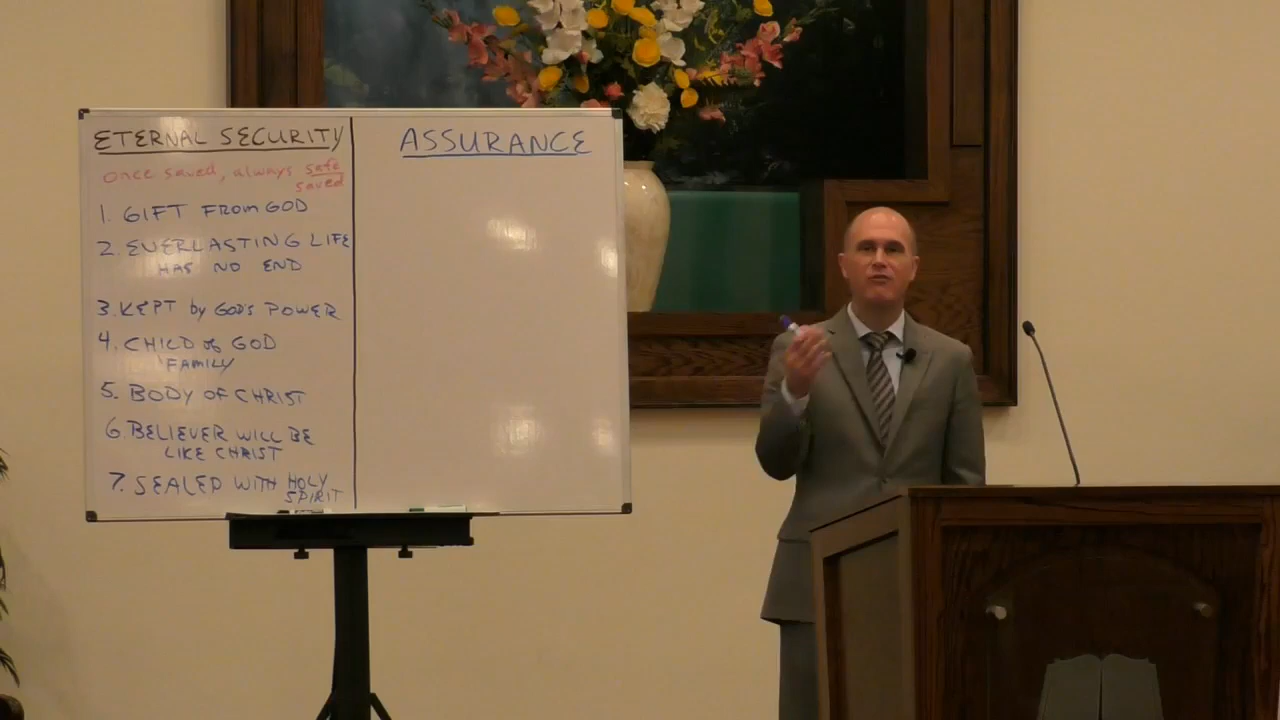 ETERNAL SECURITY
once saved, always safe
saved
1. GIFT FROM GOD
2. EVERLASTING LIFE
HAS NO END
3. KEPT by GOD'S POWER
4. CHILD of GOD
FAMILY
5. BODY OF CHRIST
6. BELIEVER WILL BE
LIKE CHRIST
7. SEALED WITH HOLY
SPIRIT
ASSURANCE